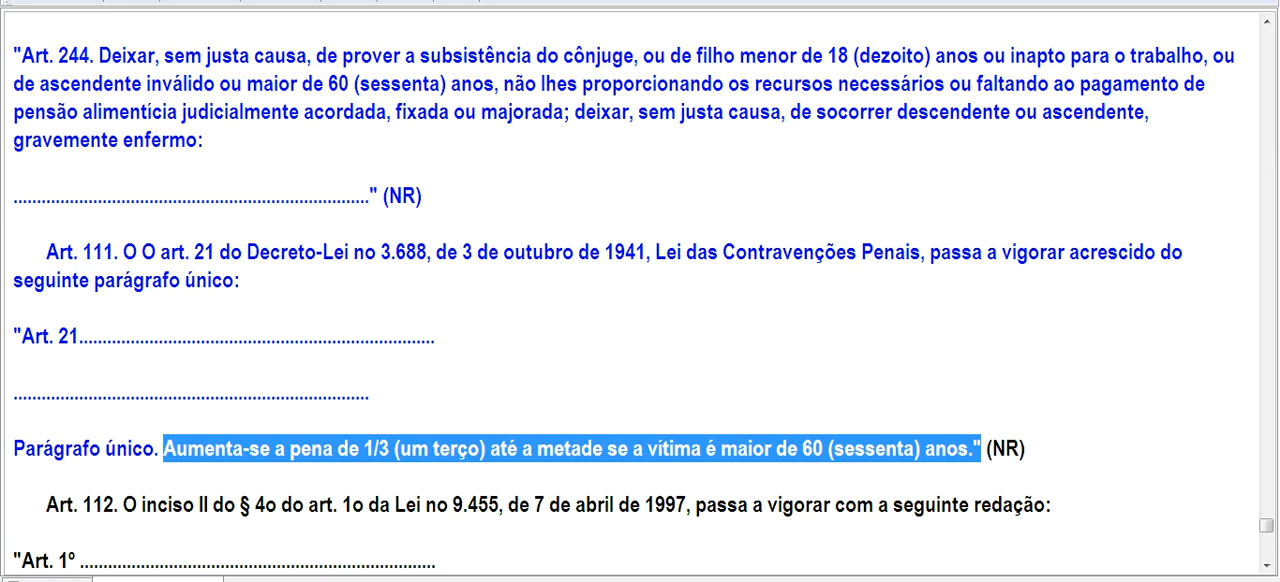 "Art. 244. Deixar, sem justa causa, de prover a subsistência do cônjuge, ou de filho menor de 18 (dezoito) anos ou inapto para o trabalho, ou
de ascendente inválido ou maior de 60 (sessenta) anos, não lhes proporcionando os recursos necessários ou faltando ao pagamento de
pensão alimentícia judicialmente acordada, fixada ou majorada; deixar, sem justa causa, de socorrer descendente ou ascendente,
gravemente enfermo:
............................................................................" (NR)
Art. 111. O O art. 21 do Decreto-Lei no 3.688, de 3 de outubro de 1941, Lei das Contravenções Penais, passa a vigorar acrescido do
seguinte parágrafo único:
"Art. 21............................................................................
............................................................................
Parágrafo único. Aumenta-se a pena de 1/3 (um terço) até a metade se a vítima é maior de 60 (sessenta) anos." (NR)
Art. 112. O inciso II do § 4o do art. 1o da Lei no 9.455, de 7 de abril de 1997, passa a vigorar com a seguinte redação:
"Art. 1º ............................................................................